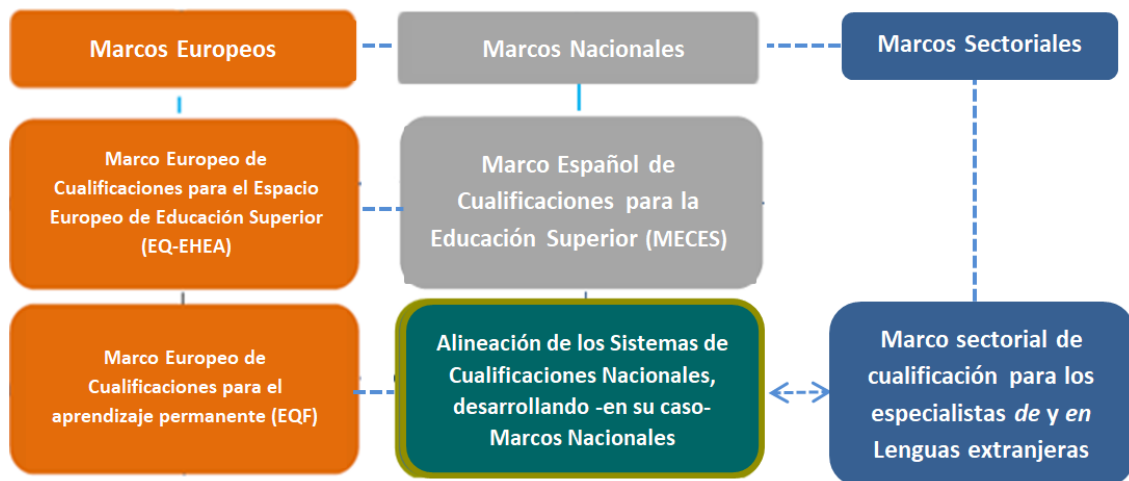 Marcos Europeos
Marcos Nacionales
Marcos Sectoriales
Marco Europeo de
Cualificaciones para el Espacio
Europeo de Educación Superior
(EQ-EHEA)
Marco Español de
Cualificaciones para la
Educación Superior (MECES)
Marco Europeo de
Cualificaciones para el
aprendizaje permanente (EQF)
Alineación de los Sistemas de
Cualificaciones Nacionales,
desarrollando -en su caso-
Marcos Nacionales
Marco sectorial de
cualificación para los
especialistas de y en
Lenguas extranjeras